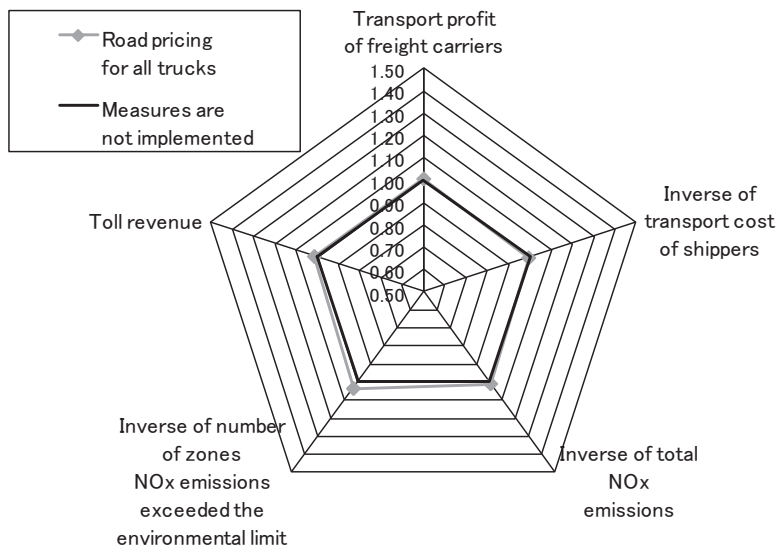 Road pricing
for all trucks
Measures are
not implemented
Transport profit
of freight carriers
1.50
1.40
1.30
1.20
1.10
1.00
0.90
0.80
0.70
0.60
0.50
Inverse of
transport cost
of shippers
Toll revenue
Inverse of number
of zones
NOx emissions
exceeded the
environmental limit
Inverse of total
NOx
emissions